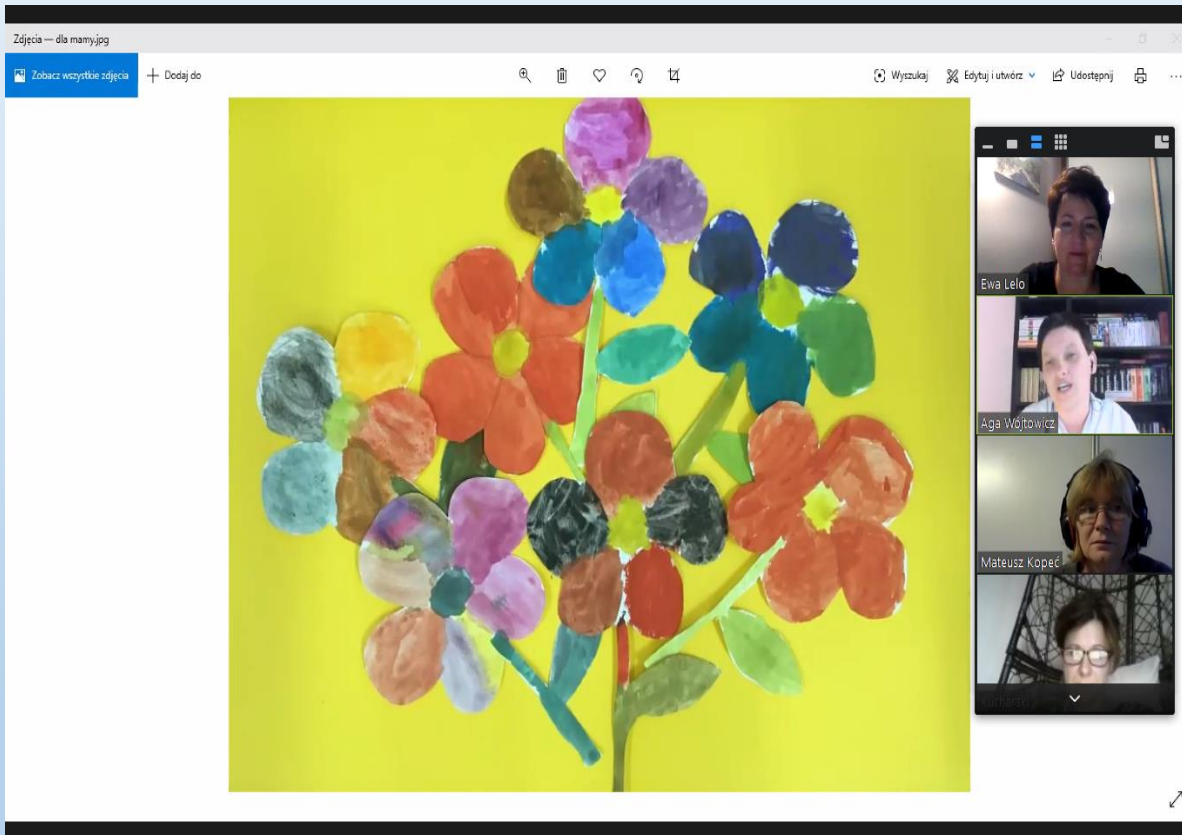 Zdjęcia — dla mamy.jpg
Zobacz wszystkie zdjęcia
Dodaj do
Wyszukaj
Edytuj i utwórz
Udostępnij
Ewa Lelo
Aga Wójtowicz
Mateusz Kopeć
Kucharski